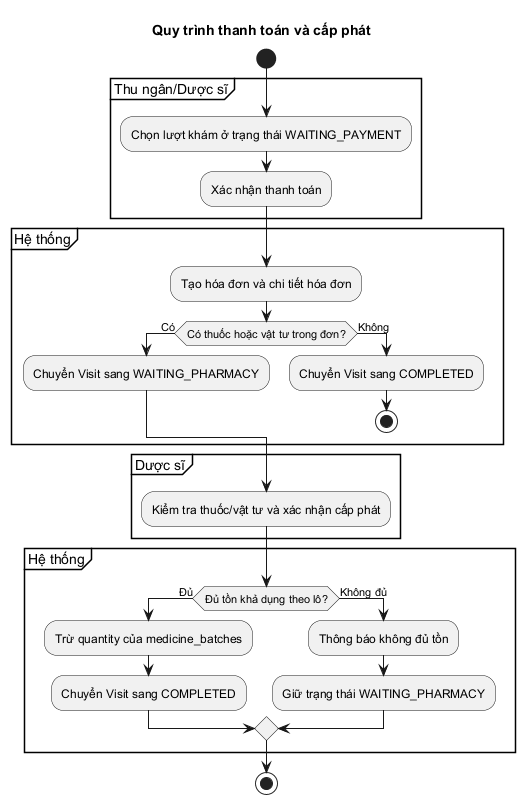 Quy trình thanh toán và cấp phát
Thu ngân/Dược sĩ
Chọn lượt khám ở trạng thái WAITING_PAYMENT
Xác nhận thanh toán
Hệ thống
Tạo hóa đơn và chi tiết hóa đơn
Có
Có thuốc hoặc vật tư trong đơn?
Không
Chuyển Visit sang WAITING_PHARMACY
Chuyển Visit sang COMPLETED
Dược sĩ
Kiểm tra thuốc/vật tư và xác nhận cấp phát
Hệ thống
Đủ
Đủ tồn khả dụng theo lô?
Không đủ
Trừ quantity của medicine_batches
Thông báo không đủ tồn
Chuyển Visit sang COMPLETED
Giữ trạng thái WAITING_PHARMACY